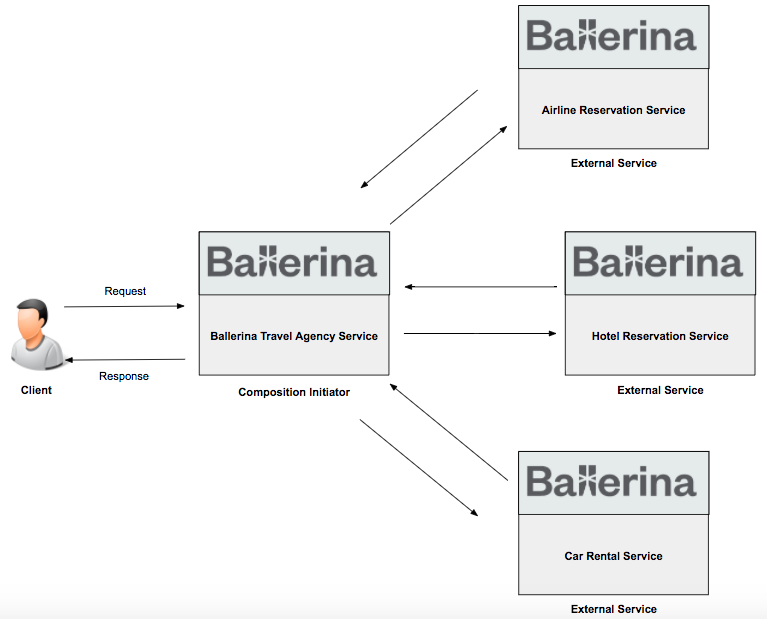 Ballerina
Airline Reservation Service
External Service
Ballerina
Ballerina
Request
Ballerina Travel Agency Service
Hotel Reservation Service
Response
Client
Composition Initiator
External Service
Ballerina
Car Rental Service
External Service